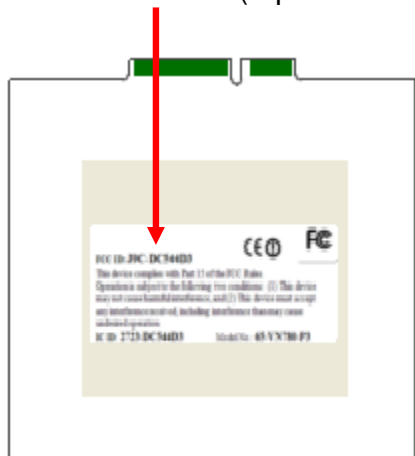 FCC ID: J9C-DC544D3
This device complies with Part 15 of the FCC Rules
Operation is subject to the following two conditions: (1) This device
may not cause harmful interference, and (2) This device must accept
any interference received, including interference that may cause
undesired operation.
IC ID: 2723-DC544D3 Model No.: 65-VN780-P3